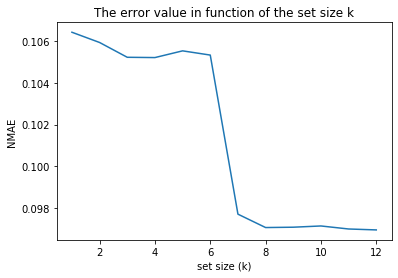 The error value in function of the set size k
NMAE
0.106
0.104
0.102
0.100
0.098
2 4 6 8 10 12
set size (k)